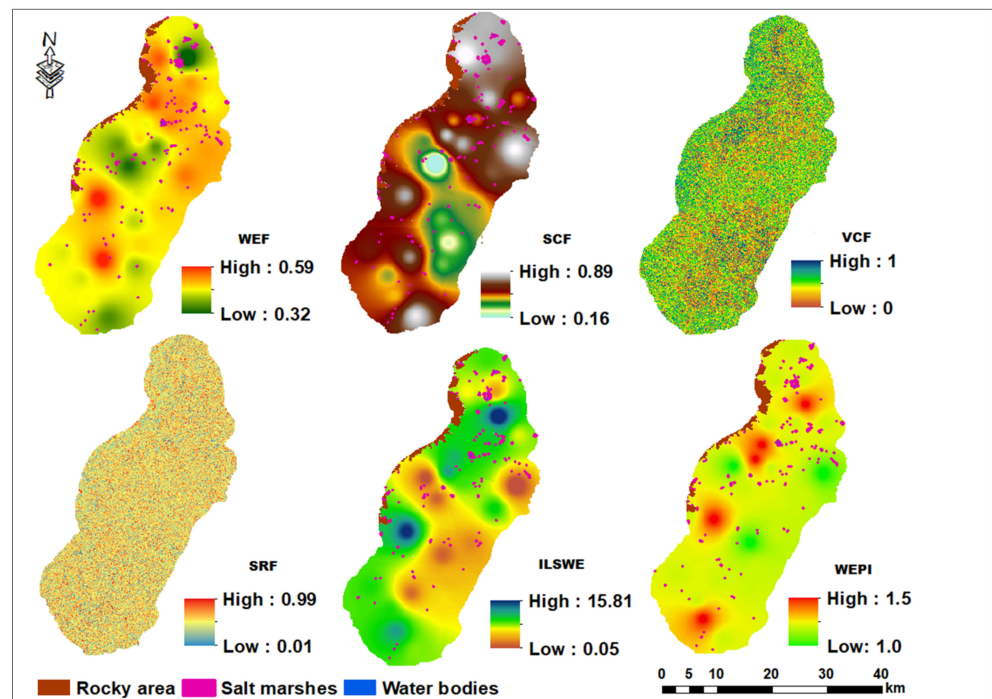 N
WEF
High : 0.59
Low : 0.32
SCF
High : 0.89
Low : 0.16
VCF
High : 1
Low : 0
SRF
High : 0.99
Low : 0.01
ILSWE
High : 15.81
Low : 0.05
WEPI
High : 1.5
Low: 1.0
Rocky area Salt marshes Water bodies
0 5 10 20 30 40
km